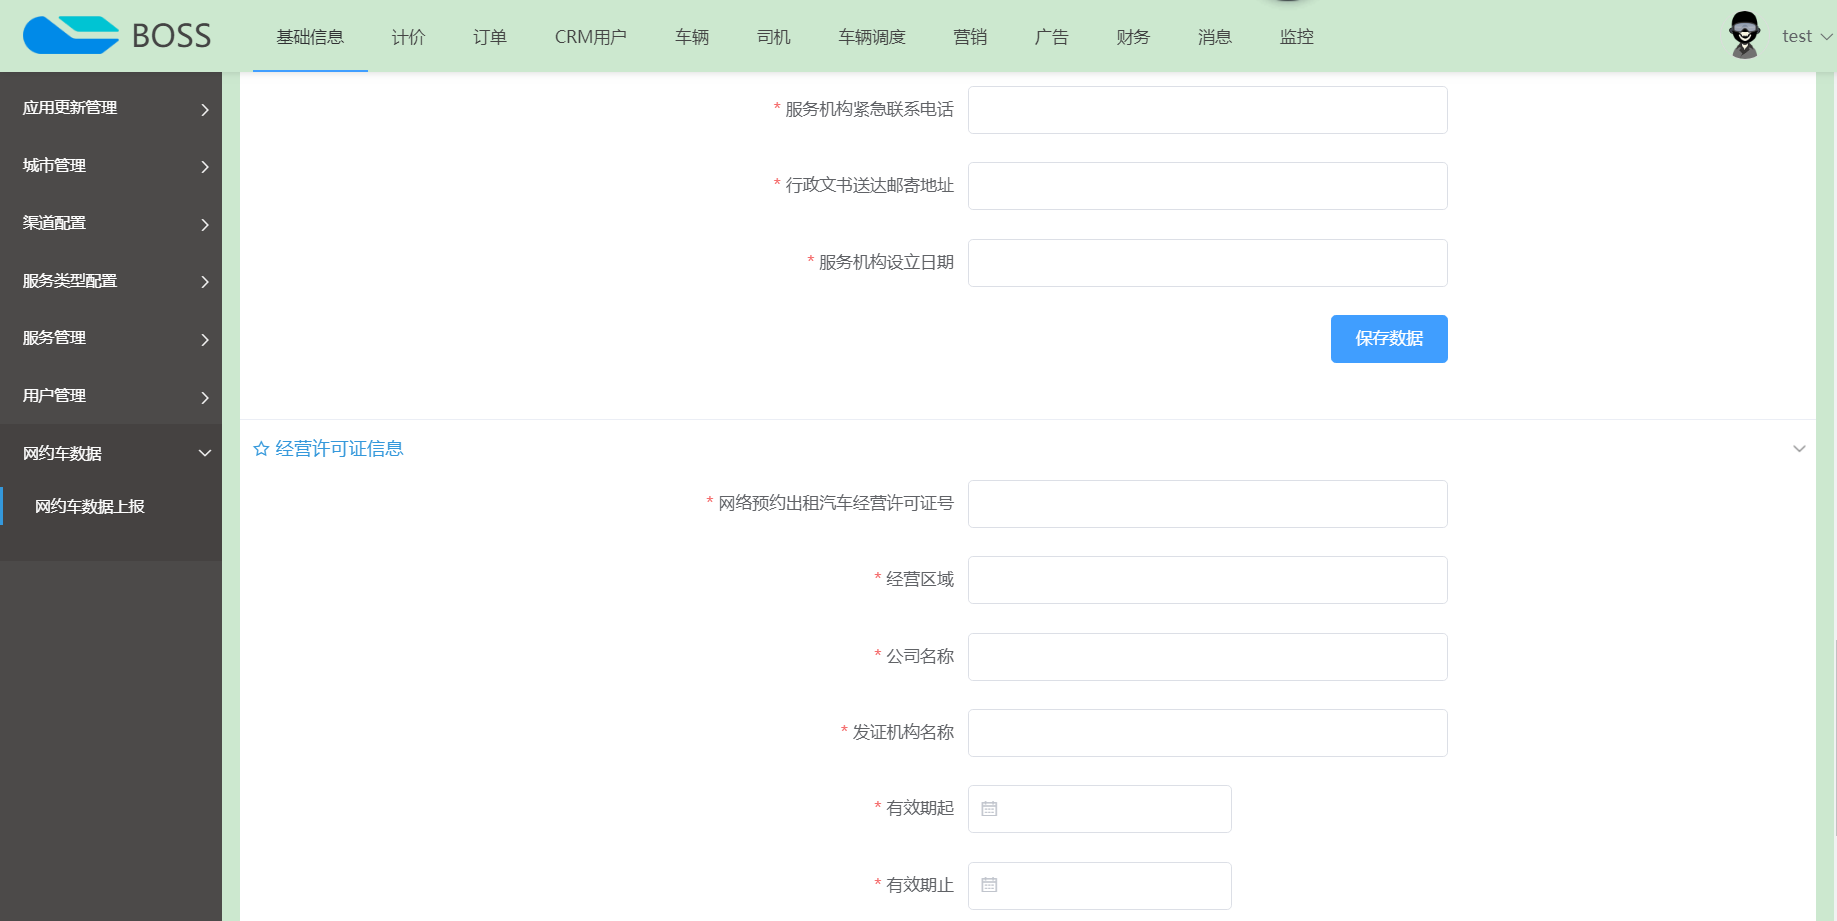 BOSS
基础信息
计价
订单
CRM用户
车辆
司机
车辆调度
营销
广告
财务
消息
监控
test
应用更新管理
城市管理
渠道配置
服务类型配置
服务管理
用户管理
网约车数据
网约车数据上报
* 服务机构紧急联系电话
* 行政文书送达邮寄地址
* 服务机构设立日期
保存数据
经营许可证信息
* 网络预约出租汽车经营许可证号
* 经营区域
* 公司名称
* 发证机构名称
* 有效期起
* 有效期止